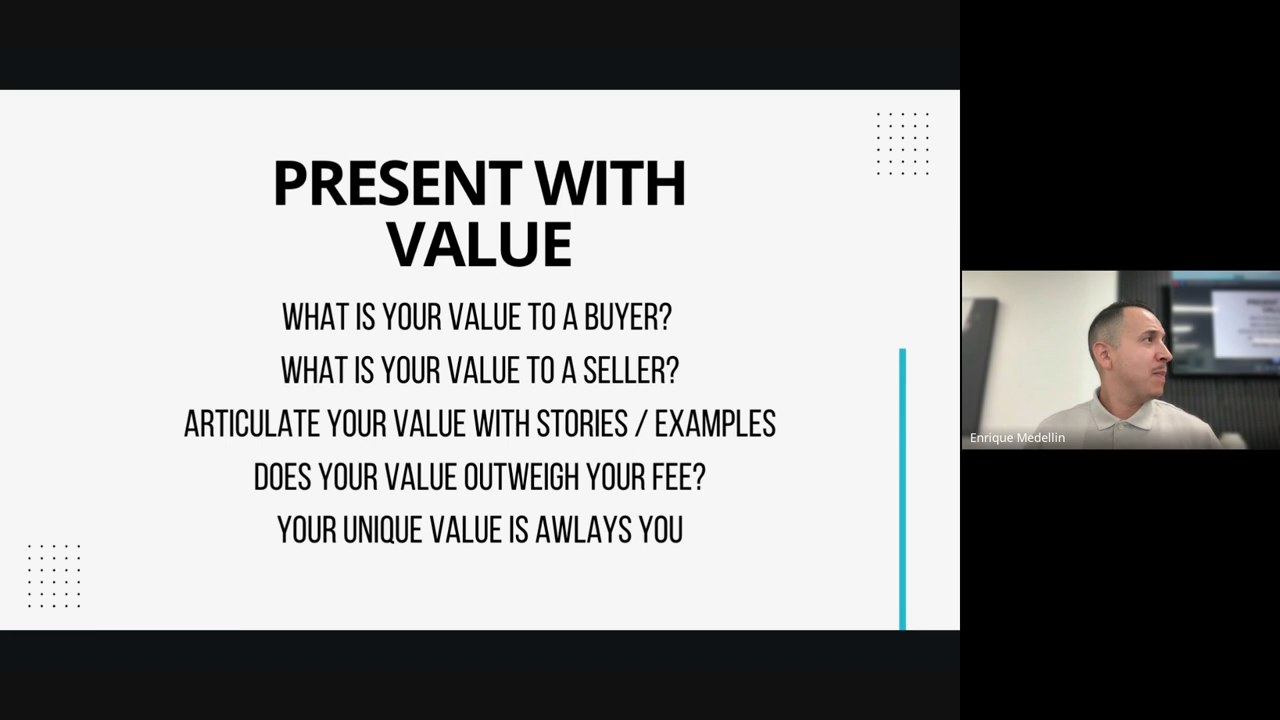 PRESENT WITH
VALUE
WHAT IS YOUR VALUE TO A BUYER?
WHAT IS YOUR VALUE TO A SELLER?
ARTICULATE YOUR VALUE WITH STORIES / EXAMPLES
DOES YOUR VALUE OUTWEIGH YOUR FEE?
YOUR UNIQUE VALUE IS AWLAYS YOU
Enrique Medellin